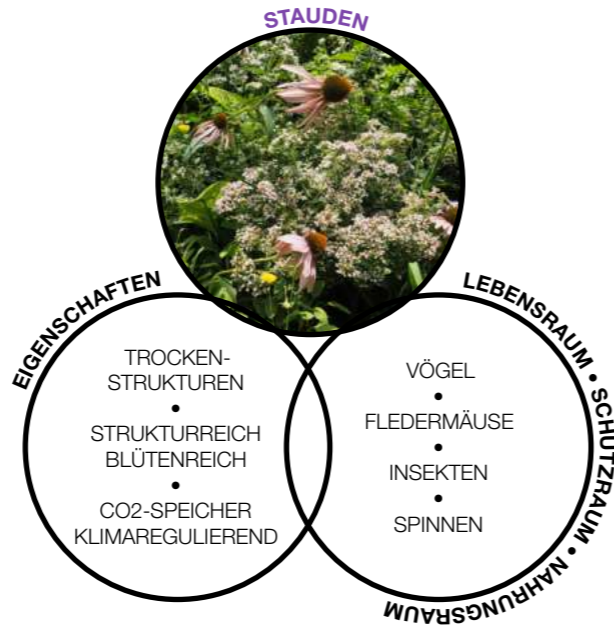 STAUDEN
EIGENSCHAFTEN
TROCKEN-
STRUKTUREN
•
STRUKTURREICH
BLÜTENREICH
•
CO2-SPEICHER
KLIMAREGULIEREND
LEBENSRAUM • SCHUTZRAUM • NAHRUNGSRAUM
VÖGEL
•
FLEDERMÄUSE
•
INSEKTEN
•
SPINNEN